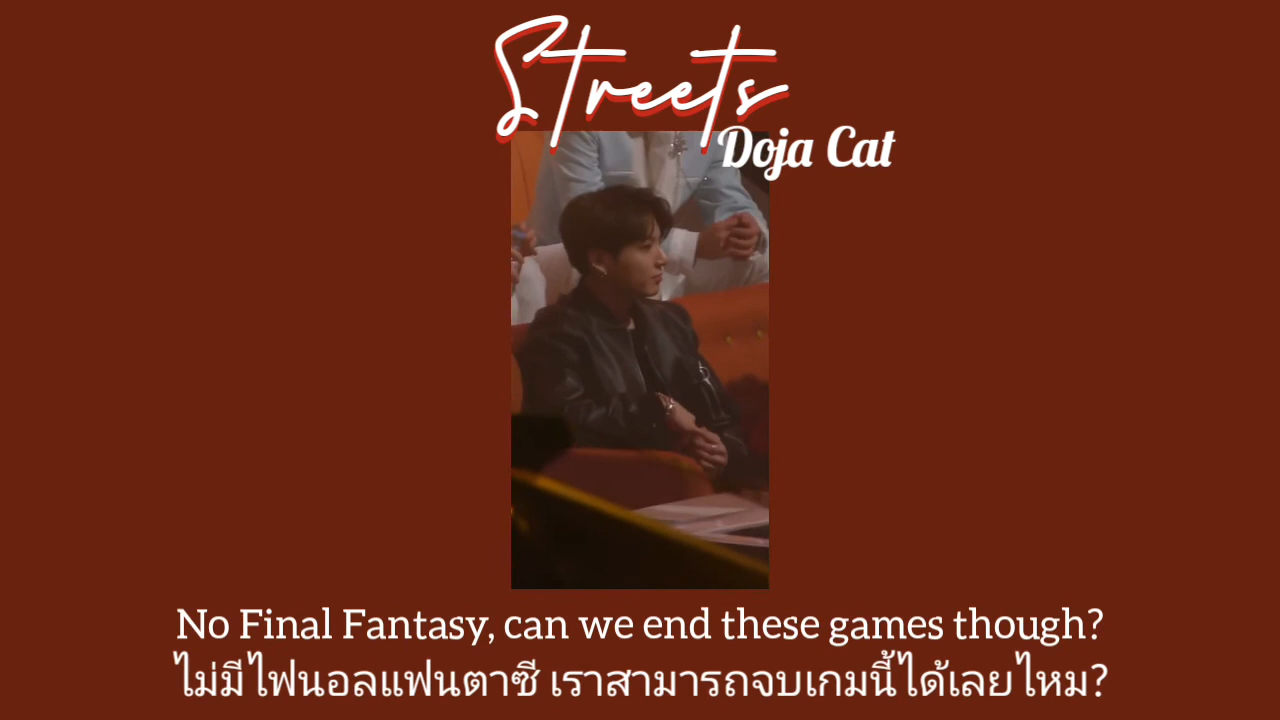 Streets
Doja Cat
No Final Fantasy, can we end these games though?
ไม่มีไฟนอลแฟนตาซี เราสามารถจบเกมนี้ได้เลยไหม?